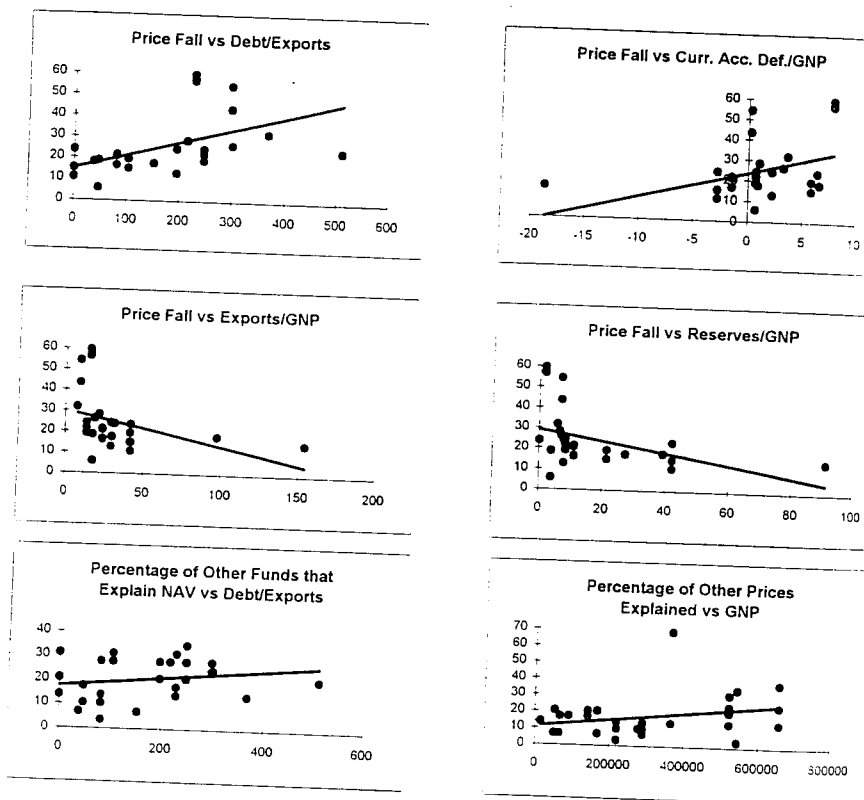 Price Fall vs Debt/Exports
60
50
40
30
20
10
0
0 100 200 300 400 500 600
Price Fall vs Curr. Acc. Def./GNP
60
50
40
30
20
10
0
-20 -15 -10 -5 0 5 10
Price Fall vs Exports/GNP
60
50
40
30
20
10
0
0 50 100 150 200
Price Fall vs Reserves/GNP
60
50
40
30
20
10
0
0 20 40 60 80 100
Percentage of Other Funds that
Explain NAV vs Debt/Exports
40
30
20
10
0
0 200 400 600
Percentage of Other Prices
Explained vs GNP
70
60
50
40
30
20
10
0
0 200000 400000 600000 800000